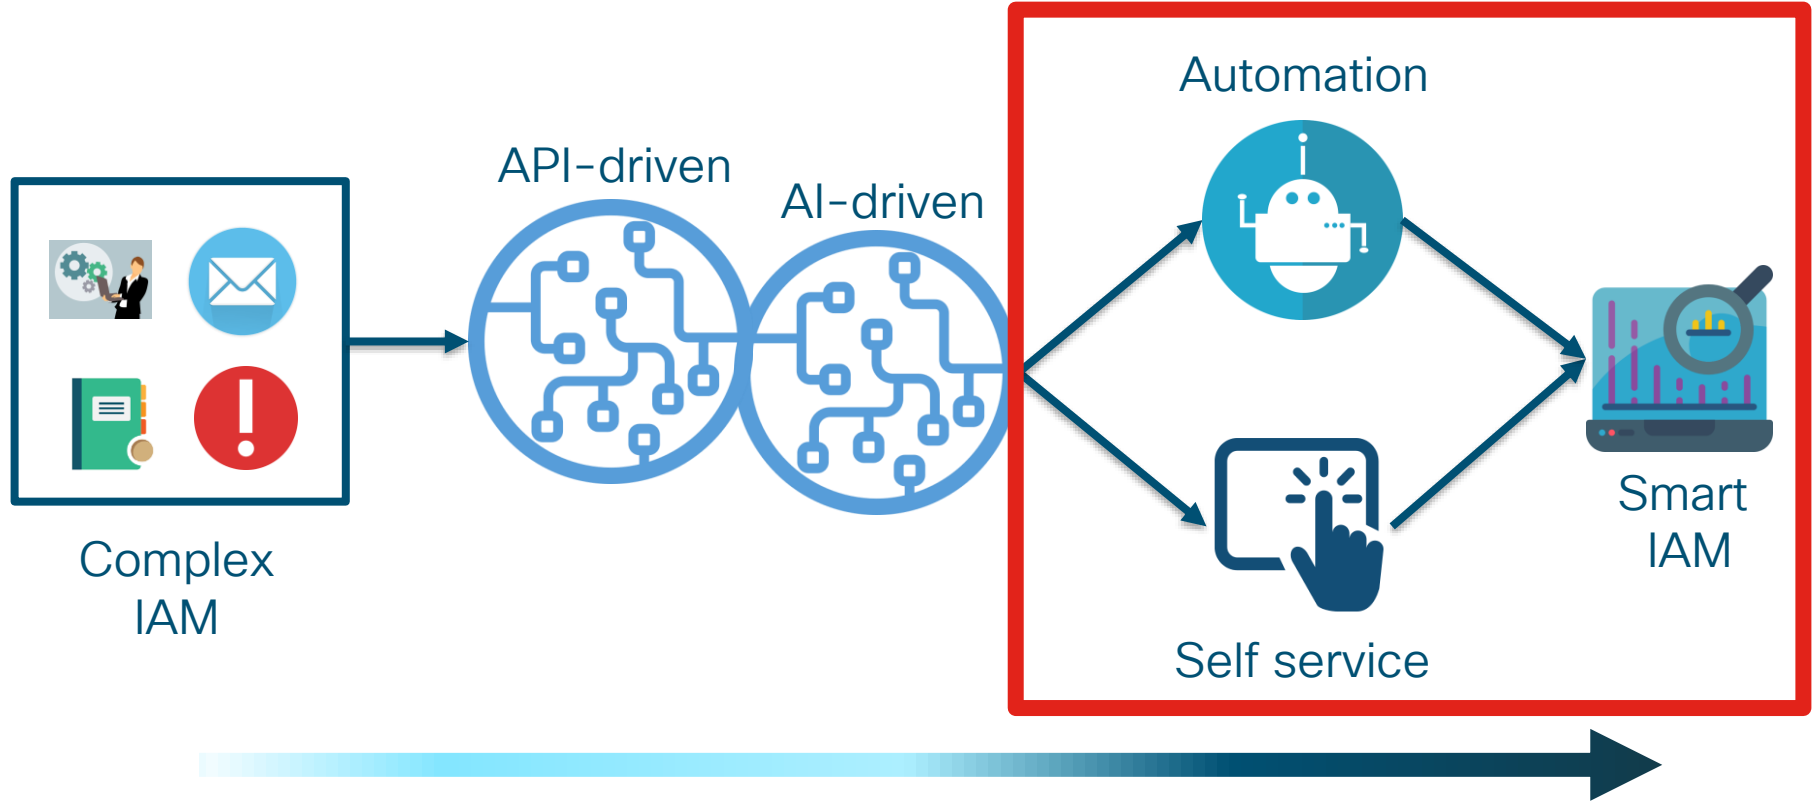 Automation
API-driven
AI-driven
Complex
IAM
Smart
IAM
Self service